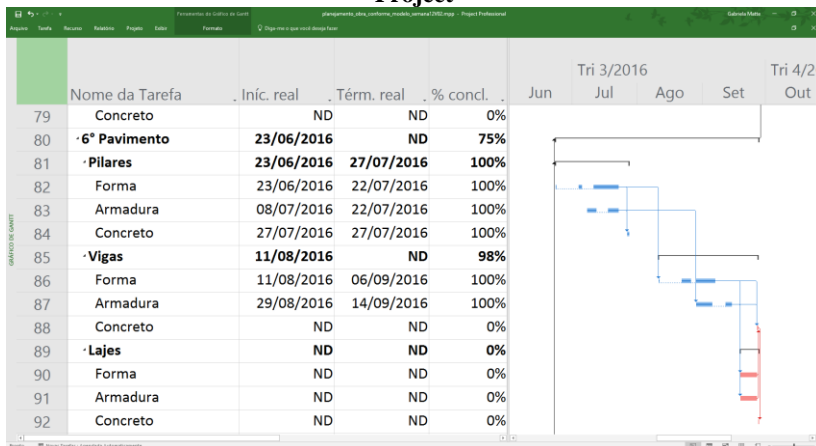 Project
Ferramentas de Gráfico de Gantt
planejamento_obra_conforme_modelo_semana12V02.mpp - Project Professional
Gabriela Matte
Arquivo Tarefa Recurso Relatório Projeto Exibir Formato Diga-me o que você deseja fazer
Tri 3/2016 Tri 4/2
Nome da Tarefa Iníc. real Térm. real % concl. Jun Jul Ago Set Out
79 Concreto ND ND 0%
80 6° Pavimento 23/06/2016 ND 75%
81 Pilares 23/06/2016 27/07/2016 100%
82 Forma 23/06/2016 22/07/2016 100%
83 Armadura 08/07/2016 22/07/2016 100%
84 Concreto 27/07/2016 27/07/2016 100%
85 Vigas 11/08/2016 ND 98%
86 Forma 11/08/2016 06/09/2016 100%
87 Armadura 29/08/2016 14/09/2016 100%
88 Concreto ND ND 0%
89 Lajes ND ND 0%
90 Forma ND ND 0%
91 Armadura ND ND 0%
92 Concreto ND ND 0%
GRÁFICO DE GANTT